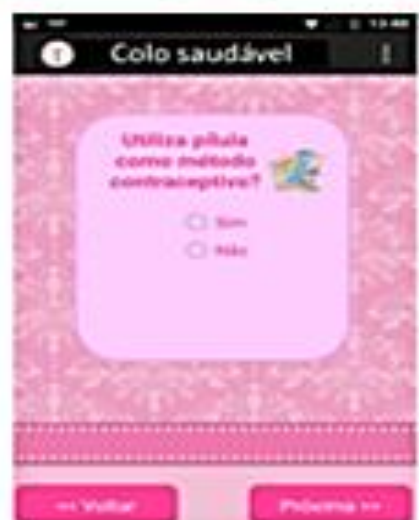 Colo saudável
Utiliza pílula
como método
contraceptivo?
Sim
Não
<< Voltar
Próxima >>